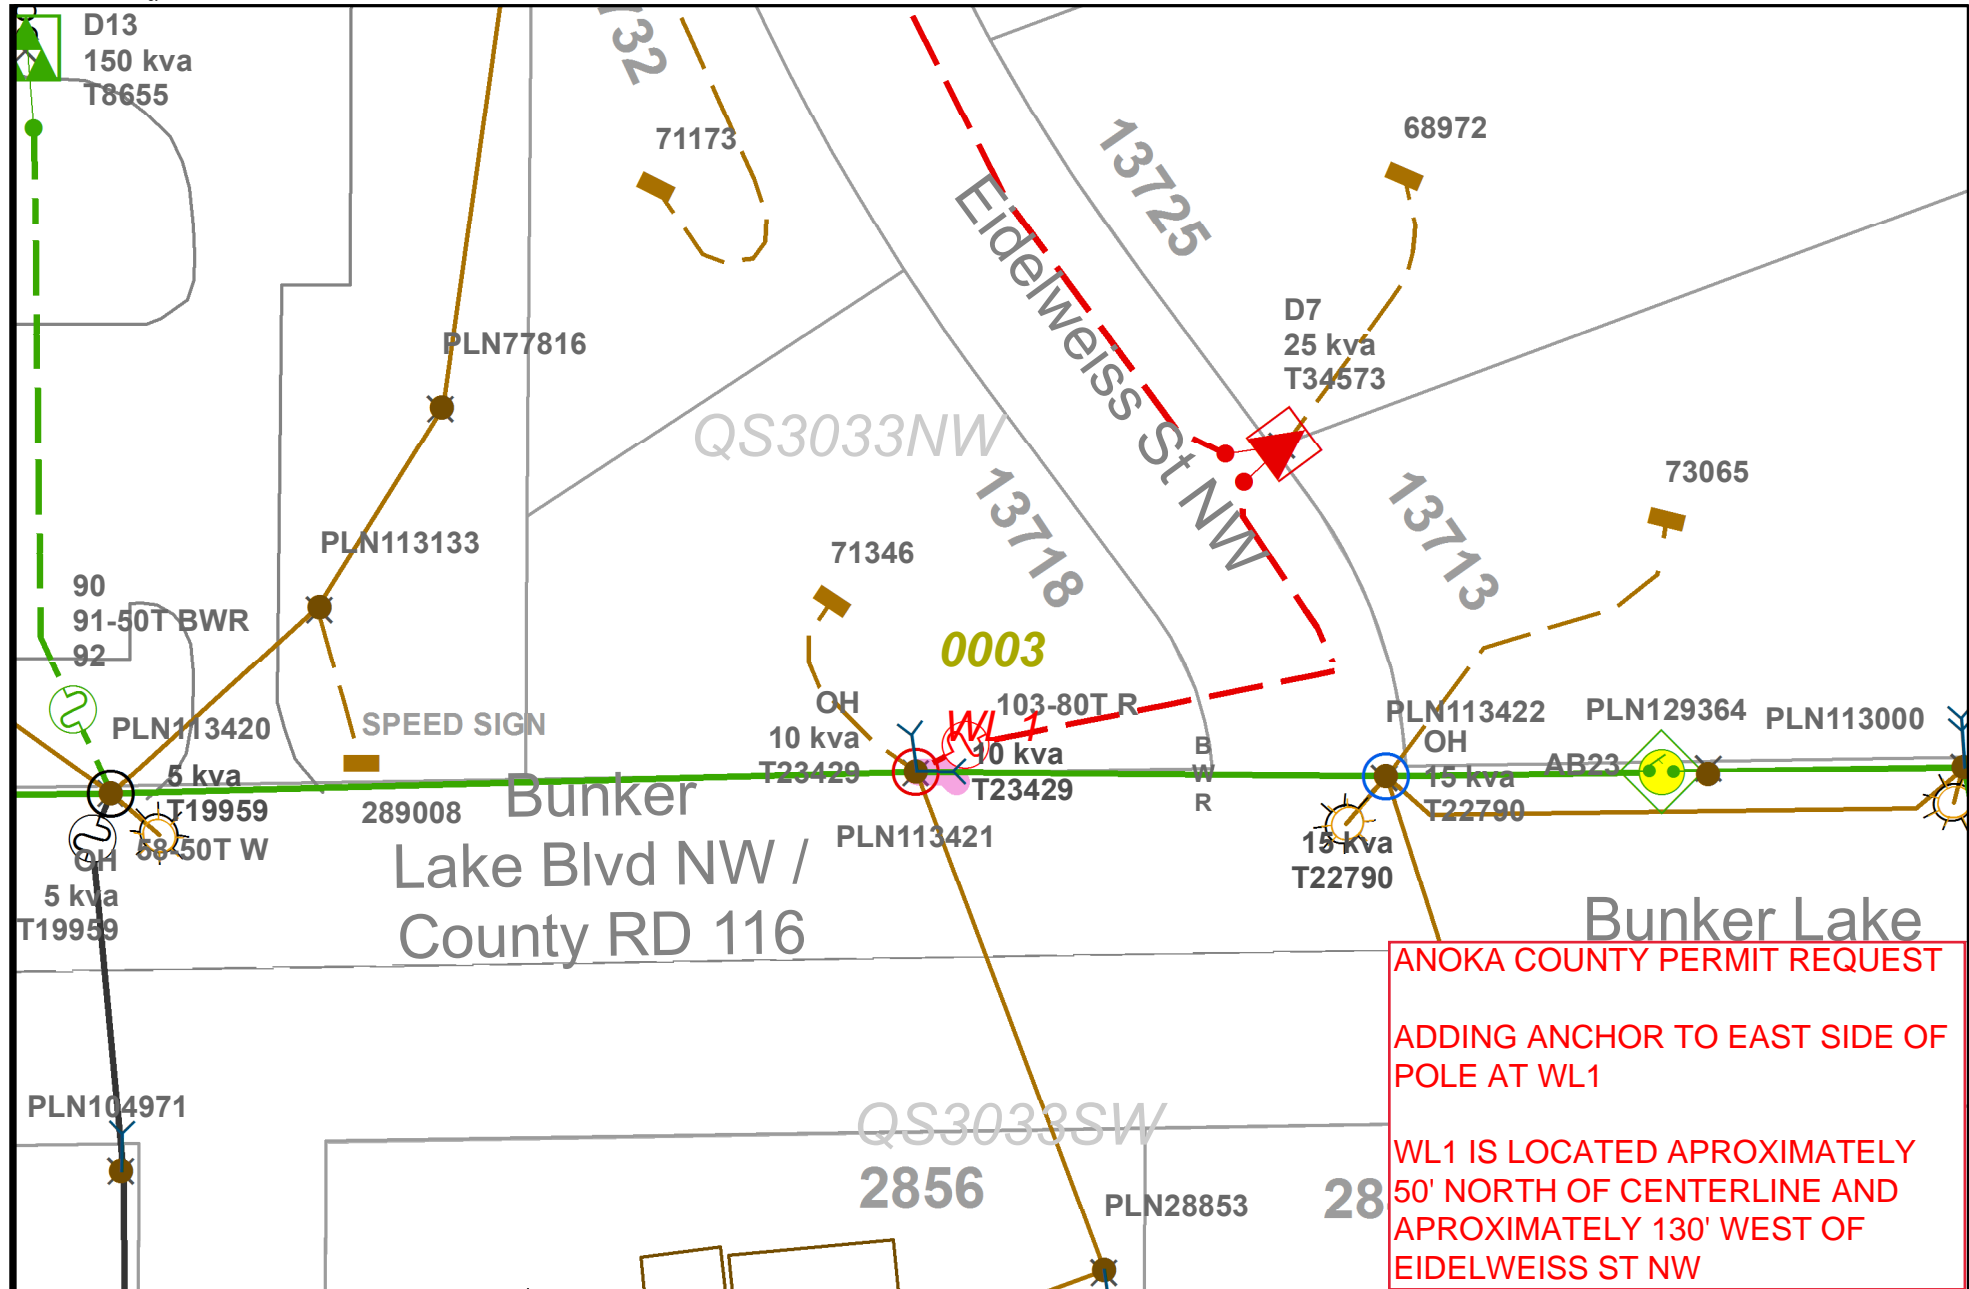 D13
150 kva
T8655
732
71173
13725
68972
Eidelweiss St NW
D7
25 kva
T34573
PLN77816
QS3033NW
13718
13713
73065
PLN113133
71346
90
91-50T BWR
92
0003
SPEED SIGN
PLN113420
OH
10 kva
T23429
103-80T R
WL 1
10 kva
T23429
B
W
R
PLN113422
OH
15 kva
T22790
PLN129364
PLN113000
AB23
5 kva
T19959
58-50T W
289008
PLN113421
15 kva
T22790
OH
5 kva
T19959
Bunker
Lake Blvd NW /
County RD 116
Bunker Lake
ANOKA COUNTY PERMIT REQUEST
ADDING ANCHOR TO EAST SIDE OF
POLE AT WL1
WL1 IS LOCATED APROXIMATELY
50' NORTH OF CENTERLINE AND
APROXIMATELY 130' WEST OF
EIDELWEISS ST NW
PLN104971
QS3033SW
2856
PLN28853
28